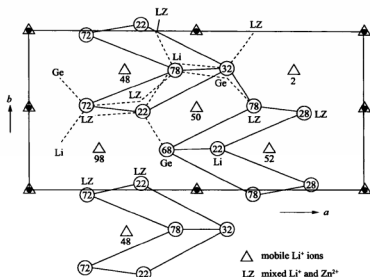 LZ LZ
72 22
Li
48 78 32
Ge Ge 2
72
LZ 22 50 78 28 LZ
LZ
Li 98 68 22 52
Ge Li
LZ LZ
72 22 78 28
b a
48 78 32
72 22
△ mobile Li⁺ ions
LZ mixed Li⁺ and Zn²⁺